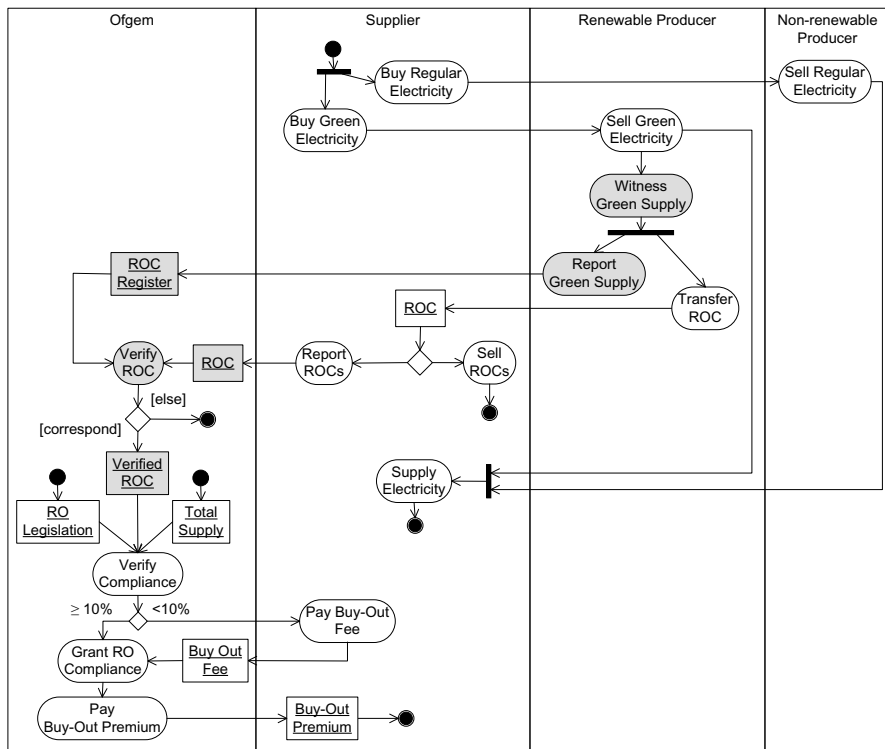 Ofgem
Supplier
Renewable Producer
Non-renewable
Producer
Buy Regular
Electricity
Sell Regular
Electricity
Buy Green
Electricity
Sell Green
Electricity
Witness
Green Supply
ROC
Register
Report
Green Supply
Transfer
ROC
ROC
Verify
ROC
ROC
Report
ROCs
Sell
ROCs
[else]
[correspond]
Verified
ROC
Supply
Electricity
RO
Legislation
Total
Supply
Verify
Compliance
≥ 10%
<10%
Pay Buy-Out
Fee
Grant RO
Compliance
Buy Out
Fee
Pay
Buy-Out Premium
Buy-Out
Premium